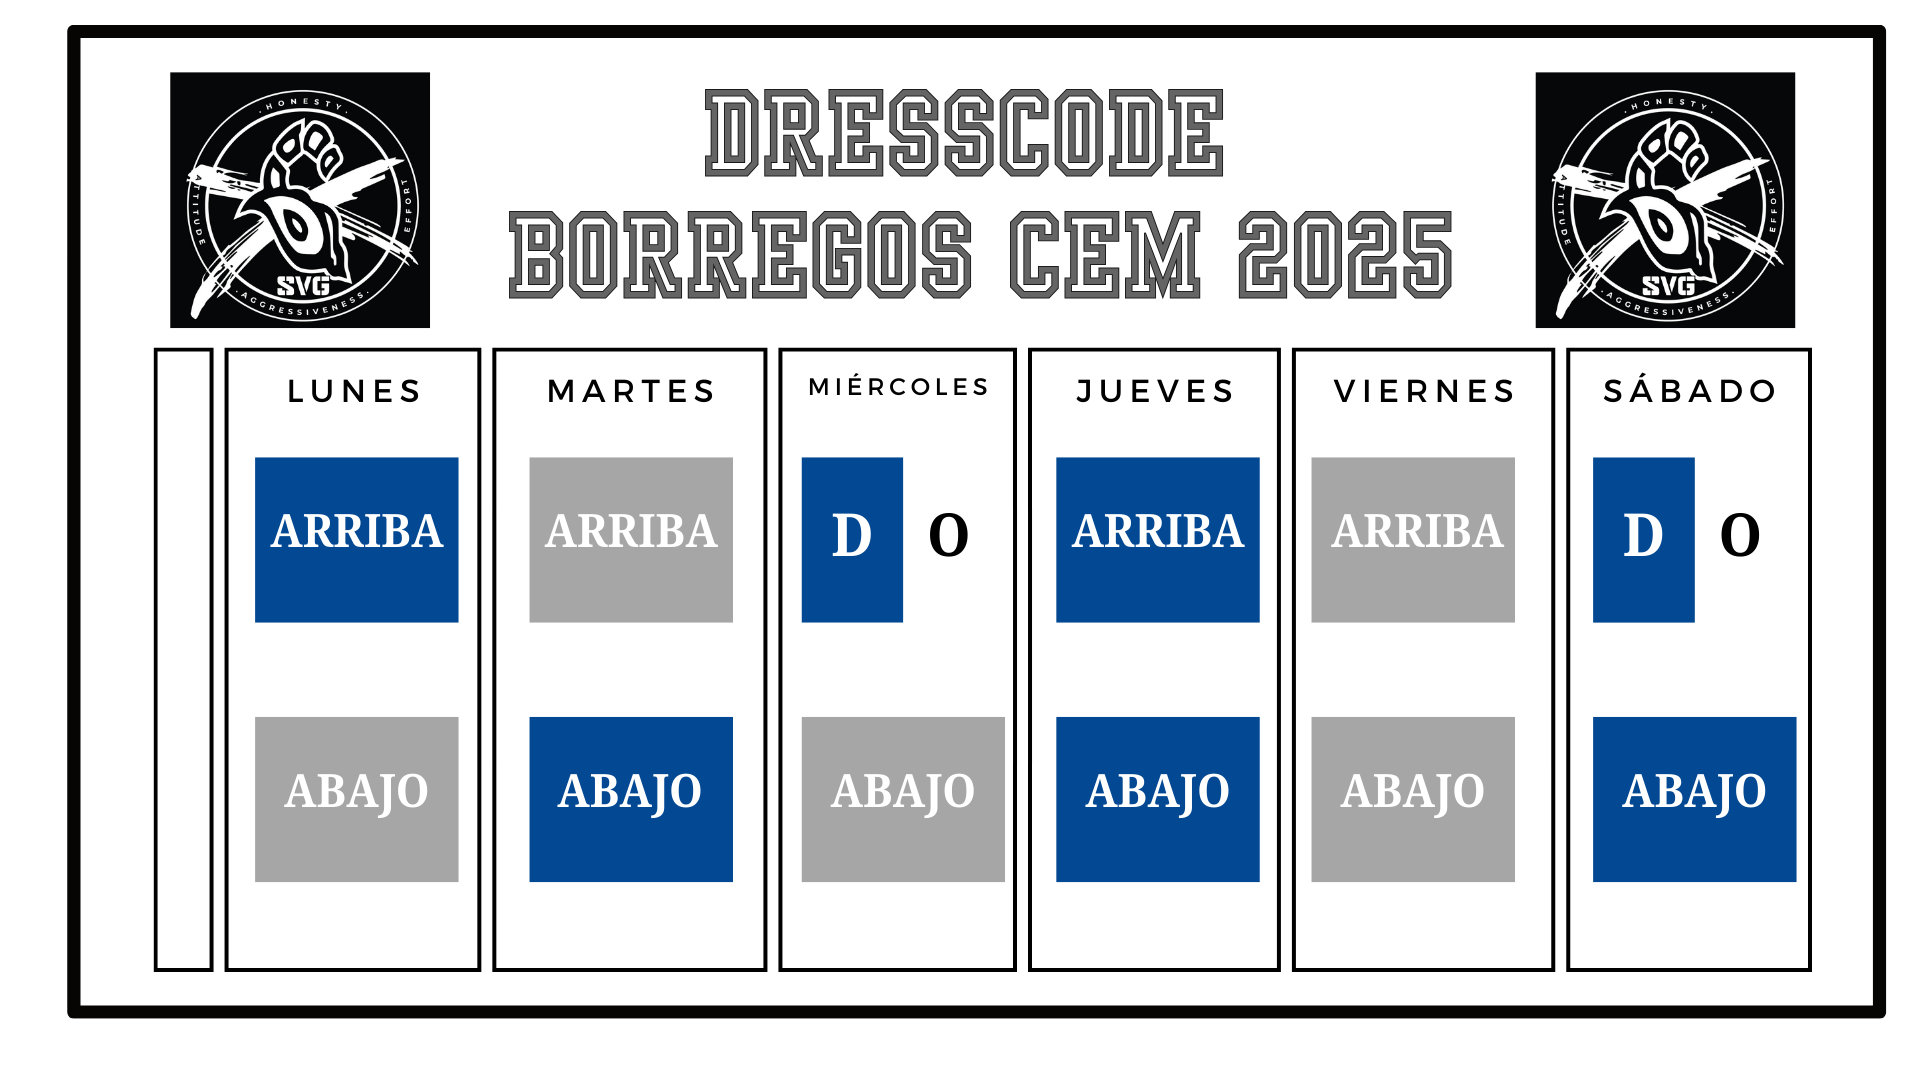 DRESSCODE
BORREGOS CEM 2025
· HONESTY ·
ATTITUDE
EFFORT
SVG
· AGGRESSIVENESS ·
· HONESTY ·
ATTITUDE
EFFORT
SVG
· AGGRESSIVENESS ·
LUNES MARTES MIÉRCOLES JUEVES VIERNES SÁBADO
ARRIBA ARRIBA D O ARRIBA ARRIBA D O
ABAJO ABAJO ABAJO ABAJO ABAJO ABAJO